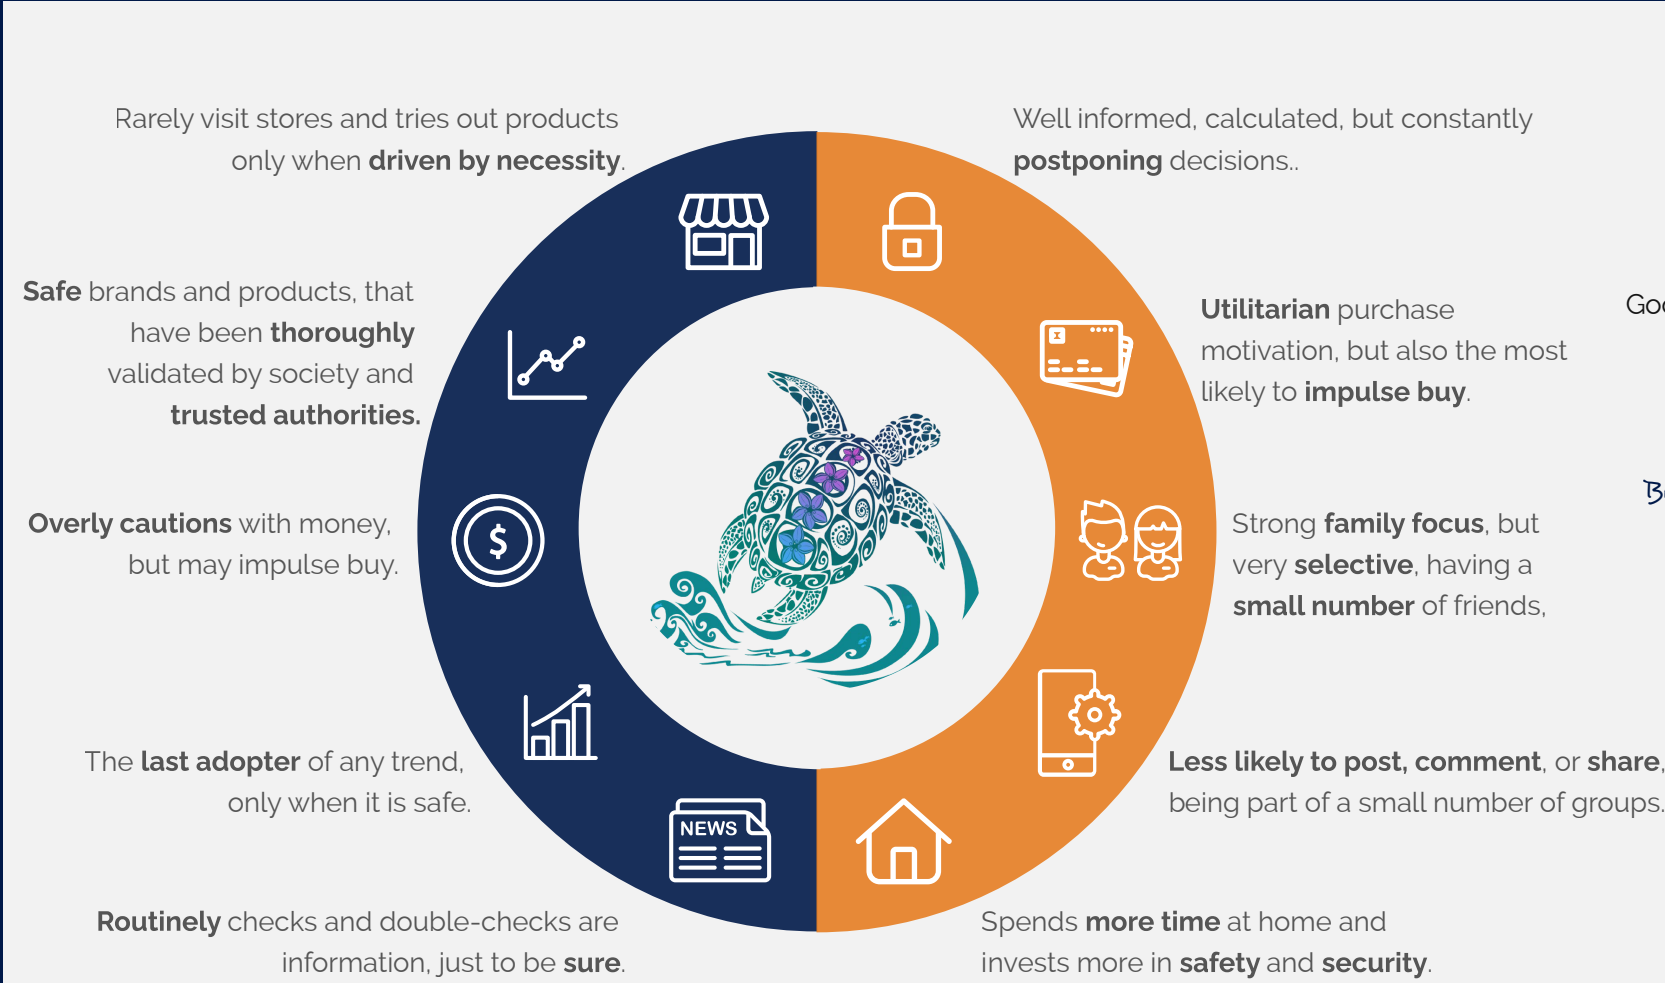 Rarely visit stores and tries out products
only when driven by necessity.
Safe brands and products, that
have been thoroughly
validated by society and
trusted authorities.
Overly cautions with money,
but may impulse buy.
The last adopter of any trend,
only when it is safe.
Routinely checks and double-checks are
information, just to be sure.
$
NEWS
Well informed, calculated, but constantly
postponing decisions..
Utilitarian purchase
motivation, but also the most
likely to impulse buy.
Strong family focus, but
very selective, having a
small number of friends,
Less likely to post, comment, or share,
being part of a small number of groups.
Spends more time at home and
invests more in safety and security.